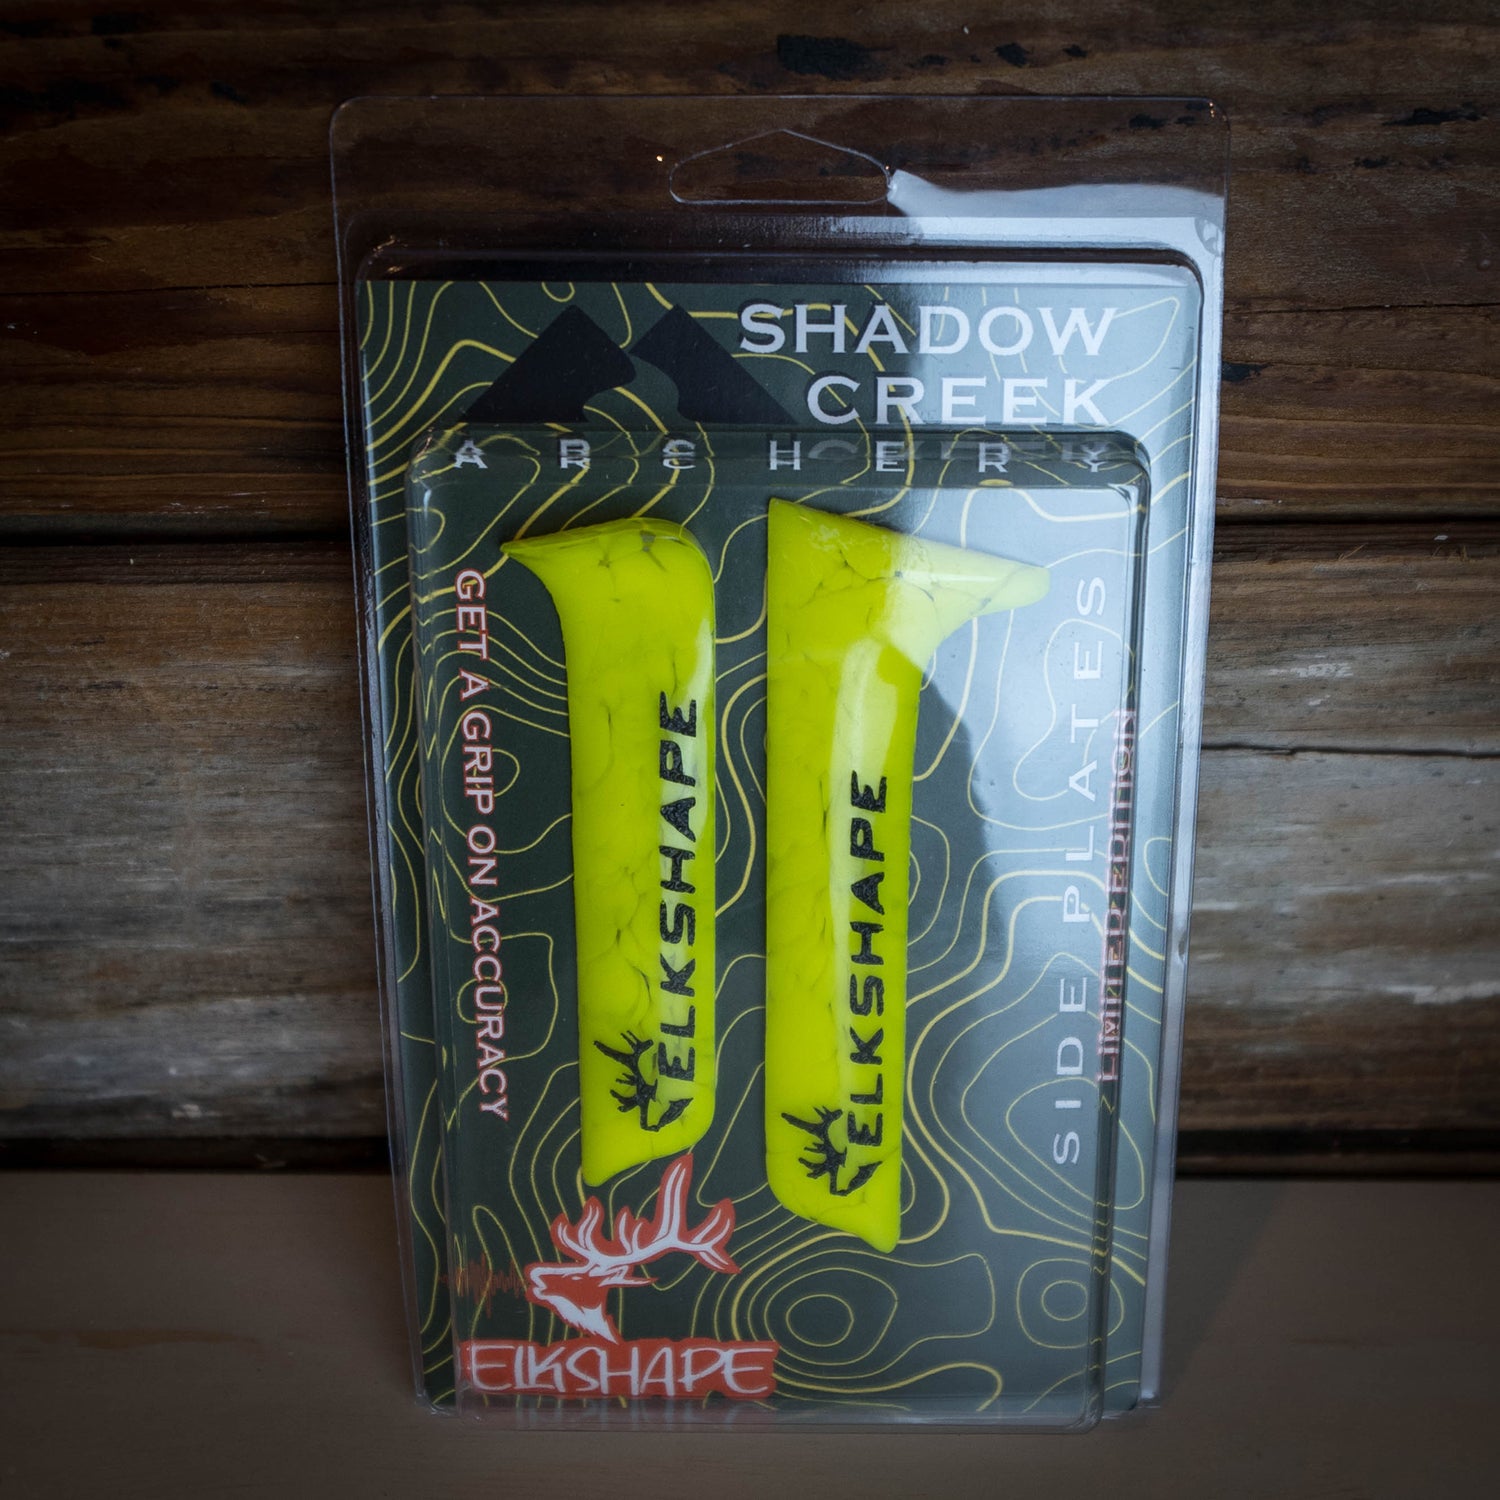 SHADOW
CREEK
ARCHERY
GET A GRIP ON ACCURACY
ELKSHAPE
ELKSHAPE
SIDE PLATES
LIMITED EDITION
ELKSHAPE